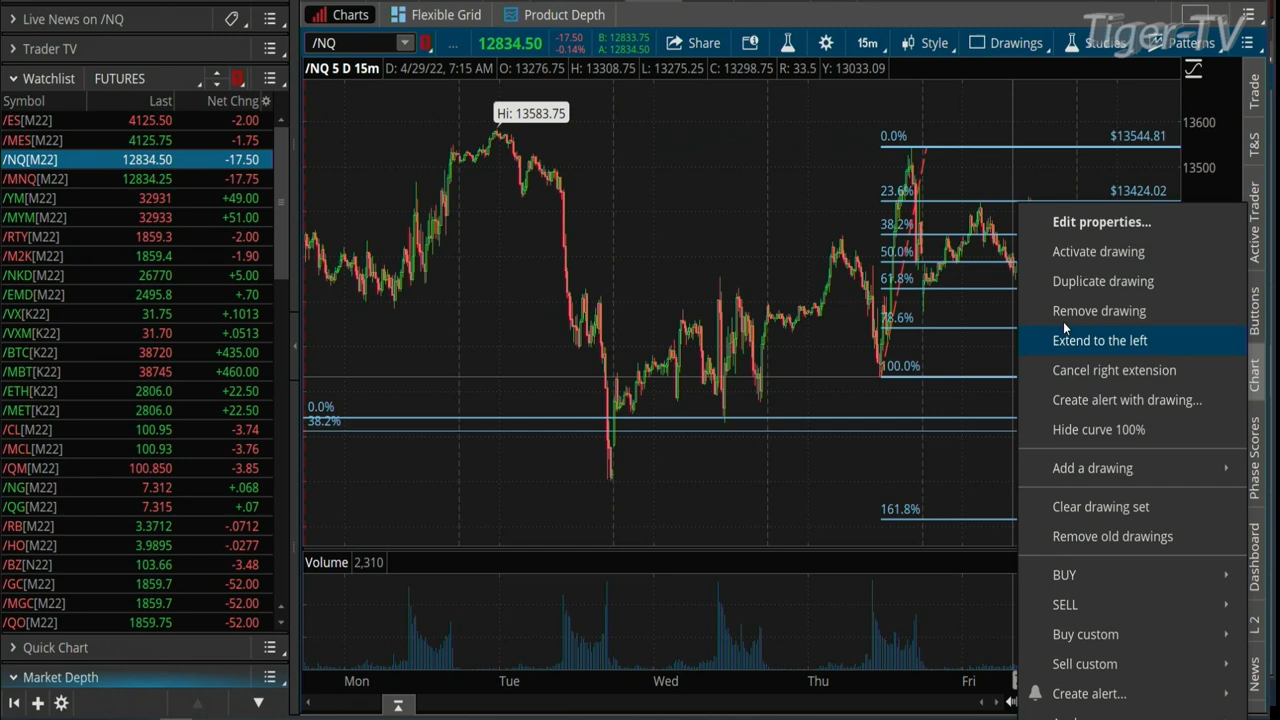 Live News on /NQ
Trader TV
Watchlist FUTURES
Symbol Last Net Chng
/ES[M22] 4125.50 -2.00
/MES[M22] 4125.75 -1.75
/NQ[M22] 12834.50 -17.50
/MNQ[M22] 12834.25 -17.75
/YM[M22] 32931 +49.00
/MYM[M22] 32933 +51.00
/RTY[M22] 1859.3 -2.00
/M2K[M22] 1859.4 -1.90
/NKD[M22] 26770 +5.00
/EMD[M22] 2495.8 +.70
/VX[K22] 31.75 +.1013
/VXM[K22] 31.70 +.0513
/BTC[K22] 38720 +435.00
/MBT[K22] 38745 +460.00
/ETH[K22] 2806.0 +22.50
/MET[K22] 2806.0 +22.50
/CL[M22] 100.95 -3.74
/MCL[M22] 100.93 -3.76
/QM[M22] 100.850 -3.85
/NG[M22] 7.312 +.068
/QG[M22] 7.315 +.07
/RB[M22] 3.3712 -.0712
/HO[M22] 3.9895 -.0277
/BZ[N22] 103.66 -3.48
/GC[M22] 1859.7 -52.00
/MGC[M22] 1859.7 -52.00
/QO[M22] 1859.75 -52.00
Quick Chart
Market Depth
Charts Flexible Grid Product Depth
/NQ ... 12834.50 -17.50 -0.14% B: 12833.75 A: 12834.50 Share 15m Style Drawings Studies Patterns
Tiger-TV
/NQ 5 D 15m D: 4/29/22, 7:15 AM O: 13276.75 H: 13308.75 L: 13275.25 C: 13298.75 R: 33.5 Y: 13033.09
Hi: 13583.75
13600
13500
0.0% $13544.81
23.6% $13424.02
38.2%
50.0%
61.8%
78.6%
100.0%
161.8%
0.0%
38.2%
Edit properties...
Activate drawing
Duplicate drawing
Remove drawing
Extend to the left
Cancel right extension
Create alert with drawing...
Hide curve 100%
Add a drawing
Clear drawing set
Remove old drawings
BUY
SELL
Buy custom
Sell custom
Create alert...
Volume 2,310
Mon Tue Wed Thu Fri
Trade
T&S
Active Trader
Buttons
Chart
Phase Scores
Dashboard
L 2
News